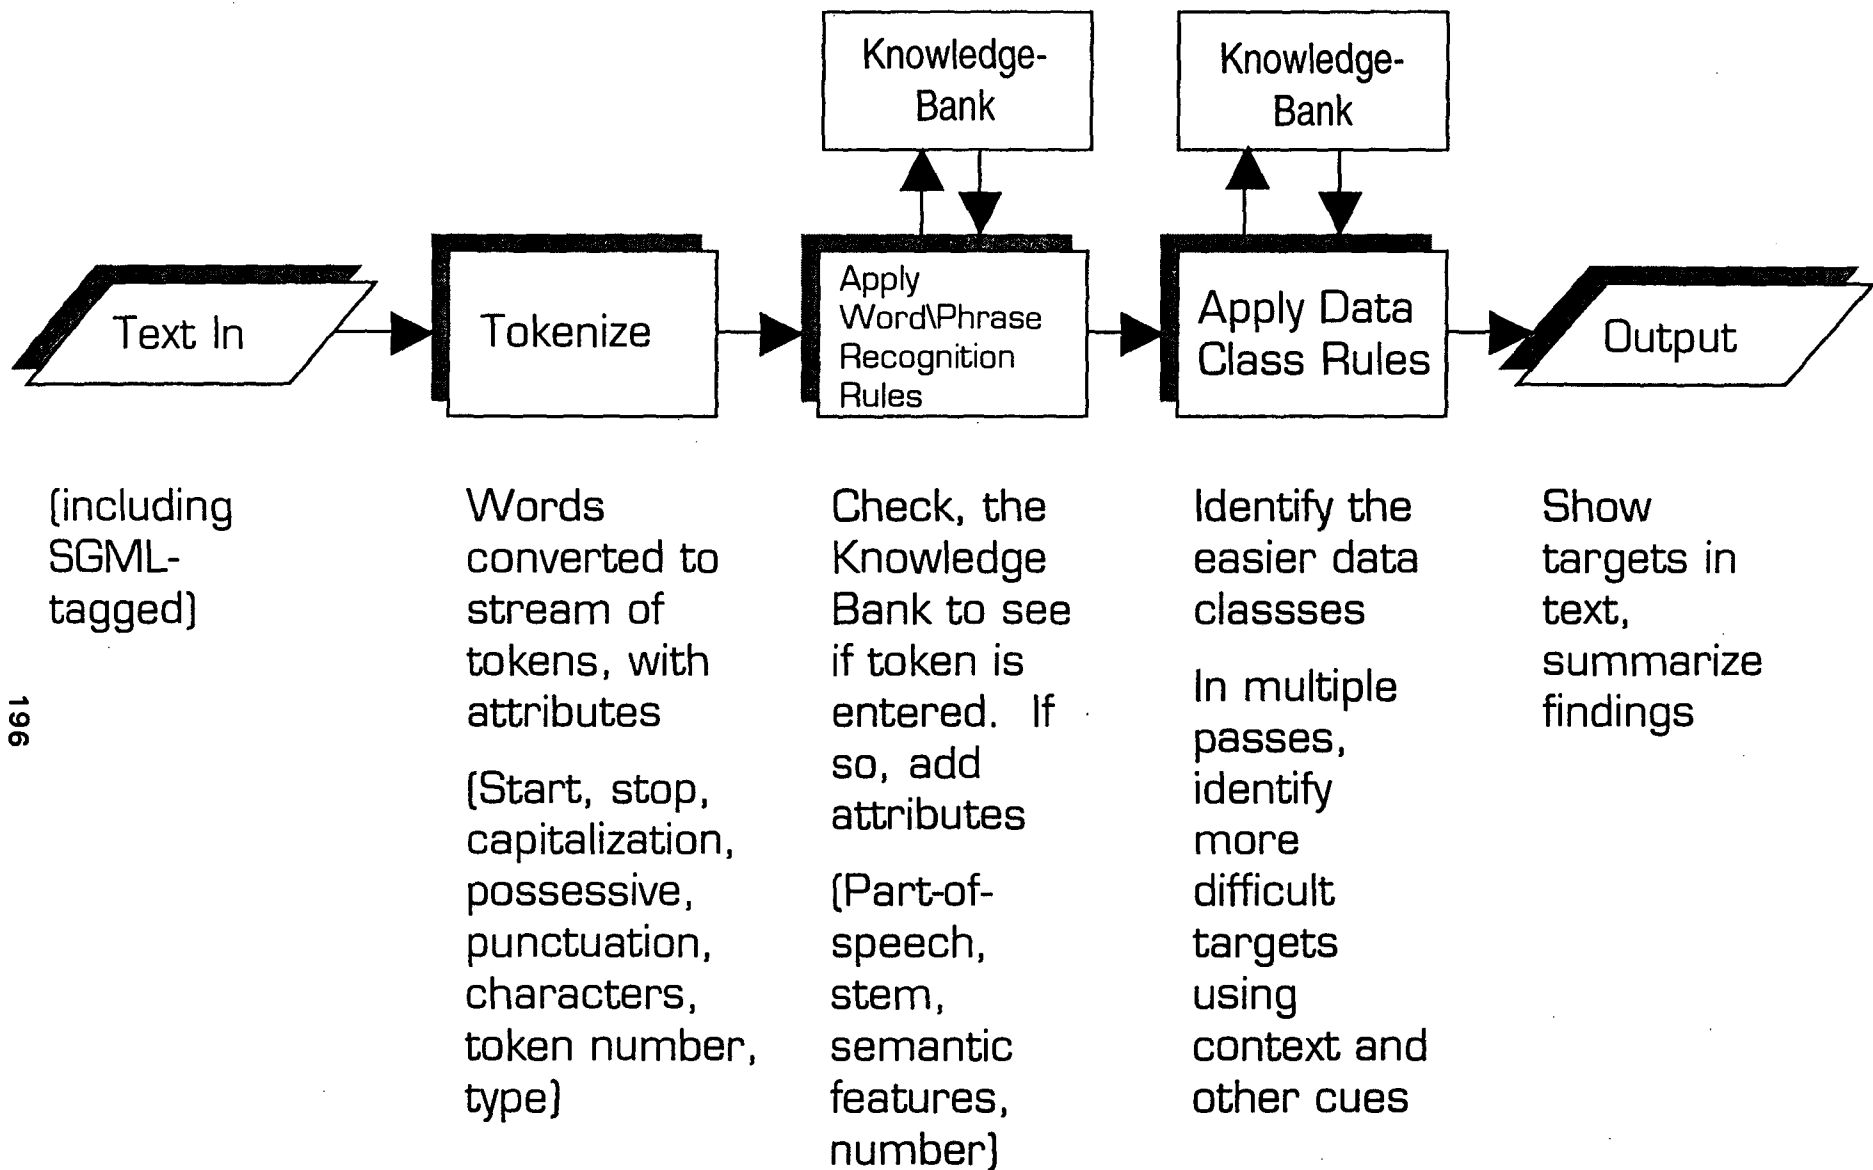 Knowledge-
Bank
Knowledge-
Bank
Text In
Tokenize
Apply
Word\Phrase
Recognition
Rules
Apply Data
Class Rules
Output
(including
SGML-
tagged)
Words
converted to
stream of
tokens, with
attributes
(Start, stop,
capitalization,
possessive,
punctuation,
characters,
token number,
type)
Check, the
Knowledge
Bank to see
if token is
entered. If
so, add
attributes
(Part-of-
speech,
stem,
semantic
features,
number)
Identify the
easier data
classses
In multiple
passes,
identify
more
difficult
targets
using
context and
other cues
Show
targets in
text,
summarize
findings
196